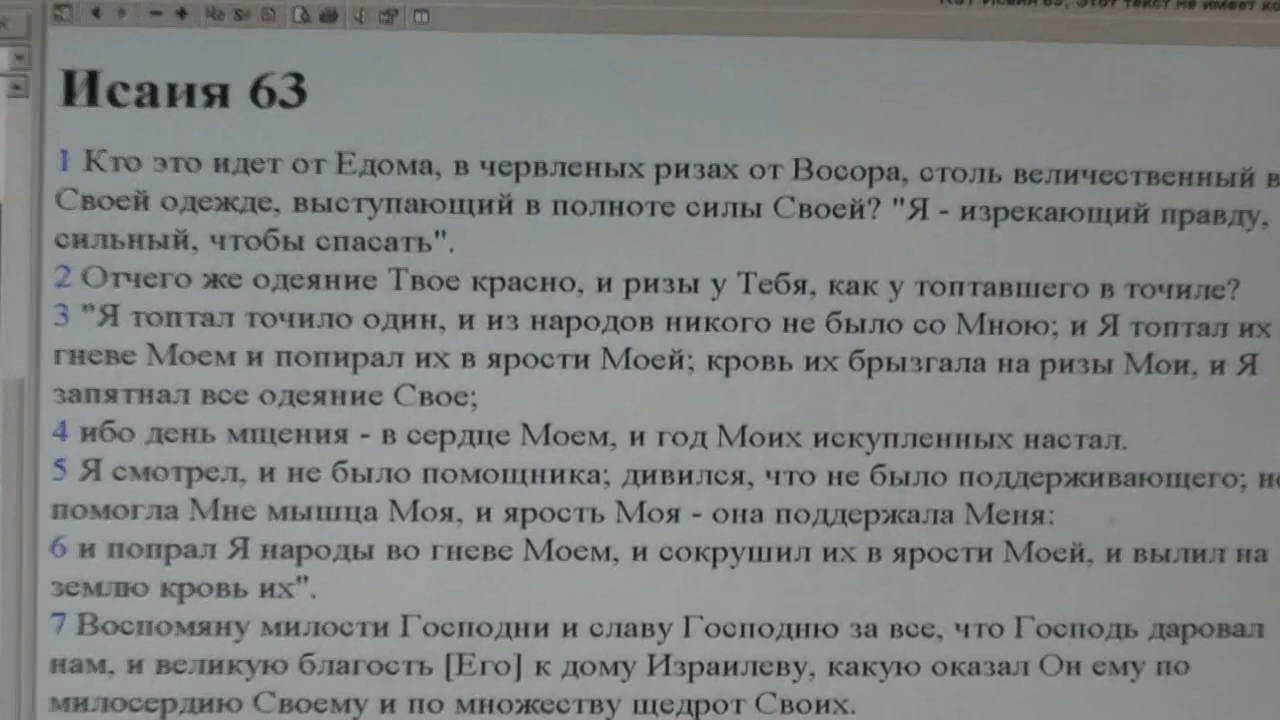 Исаия 63
1 Кто это идет от Едома, в червленых ризах от Восора, столь величественный в
Своей одежде, выступающий в полноте силы Своей? "Я - изрекающий правду,
сильный, чтобы спасать".
2 Отчего же одеяние Твое красно, и ризы у Тебя, как у топтавшего в точиле?
3 "Я топтал точило один, и из народов никого не было со Мною; и Я топтал их
гневе Моем и попирал их в ярости Моей; кровь их брызгала на ризы Мои, и Я
запятнал все одеяние Свое;
4 ибо день мщения - в сердце Моем, и год Моих искупленных настал.
5 Я смотрел, и не было помощника; дивился, что не было поддерживающего; но
помогла Мне мышца Моя, и ярость Моя - она поддержала Меня:
6 и попрал Я народы во гневе Моем, и сокрушил их в ярости Моей, и вылил на
землю кровь их".
7 Воспомяну милости Господни и славу Господню за все, что Господь даровал
нам, и великую благость [Его] к дому Израилеву, какую оказал Он ему по
милосердию Своему и по множеству щедрот Своих.